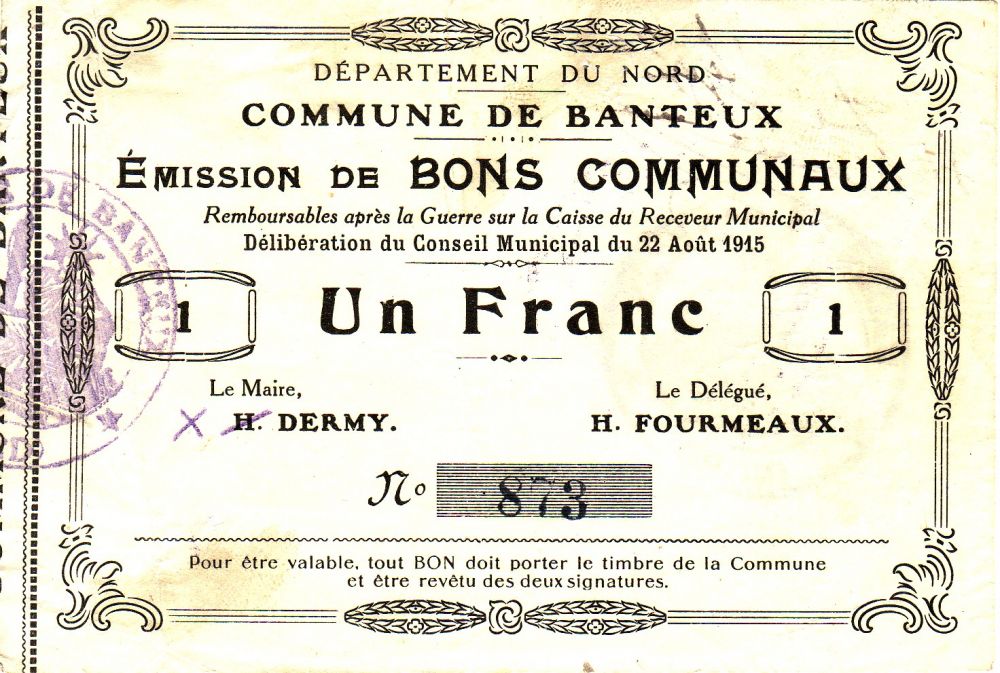 DÉPARTEMENT DU NORD
COMMUNE DE BANTEUX
ÉMISSION DE BONS COMMUNAUX
Remboursables après la Guerre sur la Caisse du Receveur Municipal
Délibération du Conseil Municipal du 22 Août 1915
1 Un Franc 1
Le Maire, Le Délégué,
X H. DERMY. H. FOURMEAUX.
No 873
Pour être valable, tout BON doit porter le timbre de la Commune
et être revêtu des deux signatures.
DE BANTEUX